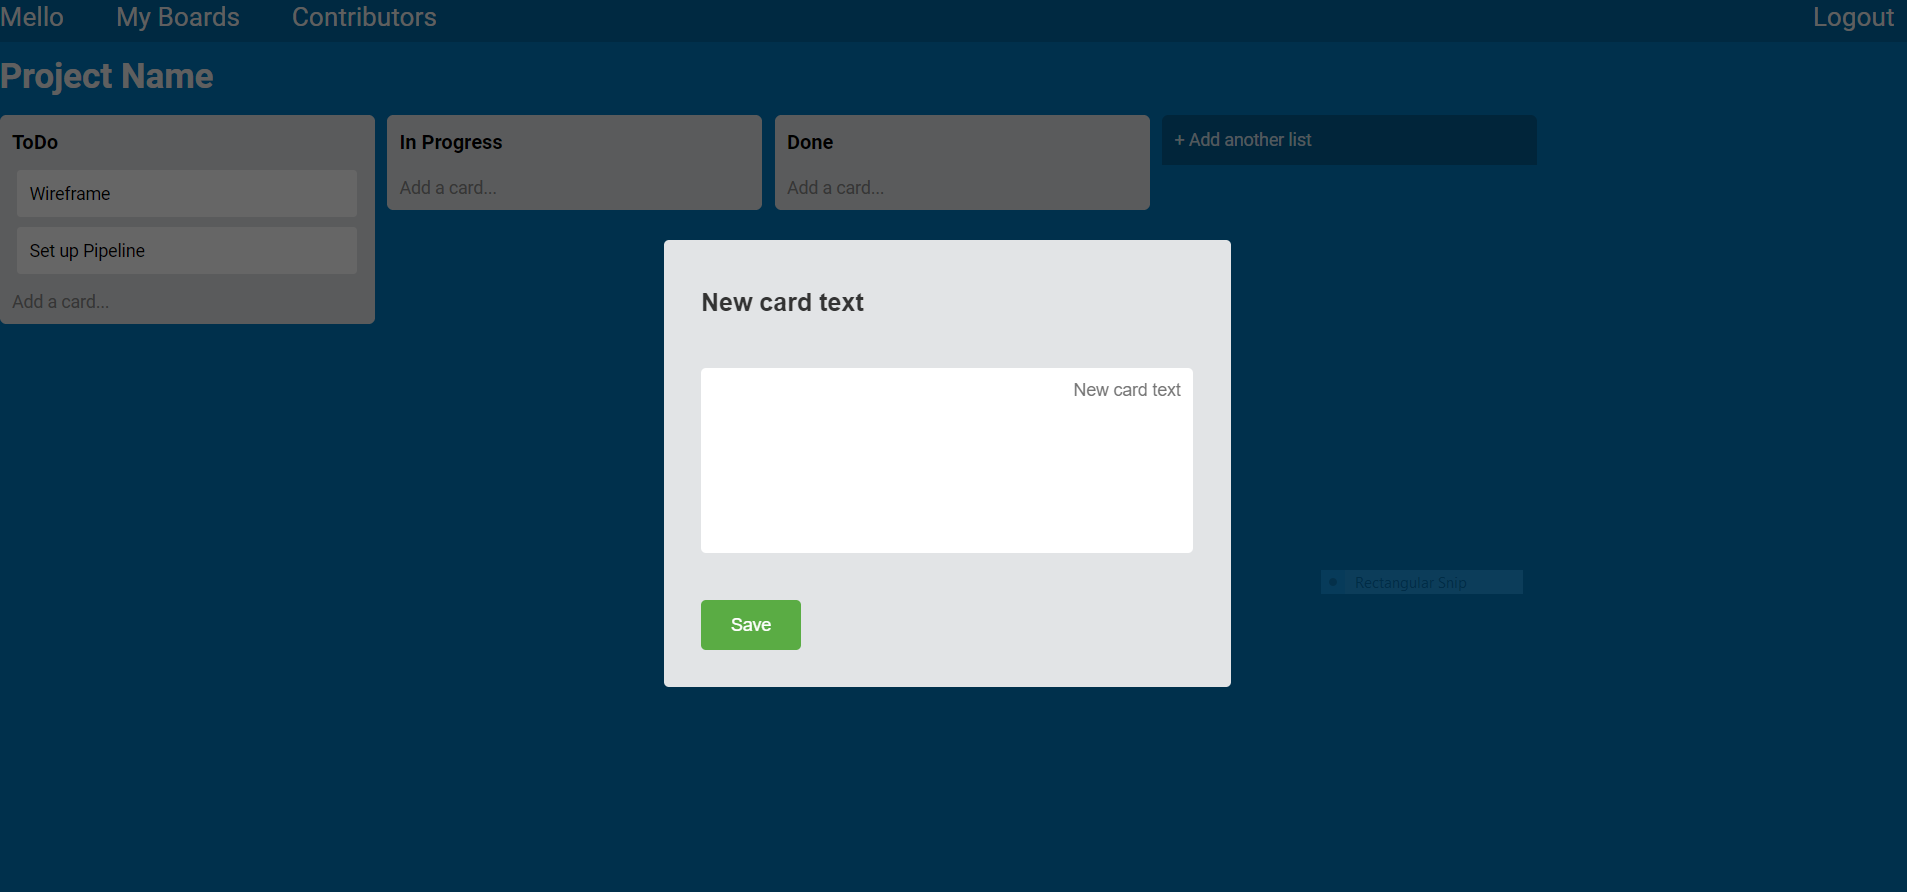 Mello My Boards Contributors Logout
Project Name
ToDo
Wireframe
Set up Pipeline
Add a card...
In Progress
Add a card...
Done
Add a card...
+ Add another list
New card text
New card text
Save
Rectangular Snip